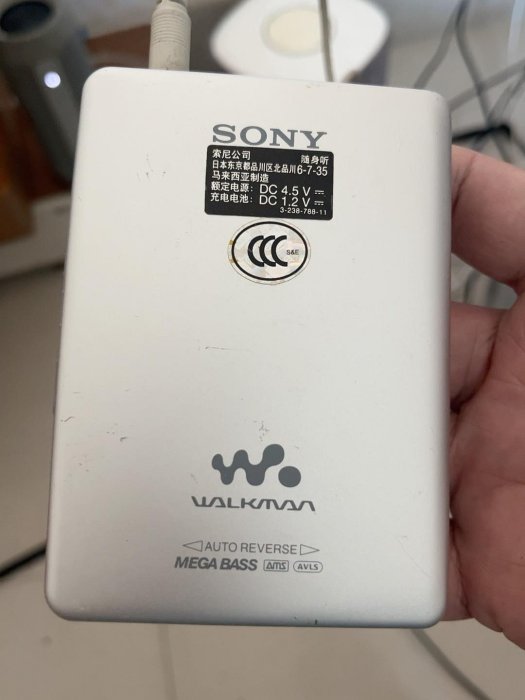 SONY
索尼公司 随身听
日本东京都品川区北品川6-7-35
马来西亚制造
额定电源: DC 4.5 V ⎓
充电电池: DC 1.2 V ⎓
3-238-788-11
CCC S&E
WALKMAN
AUTO REVERSE
MEGA BASS AMS AVLS